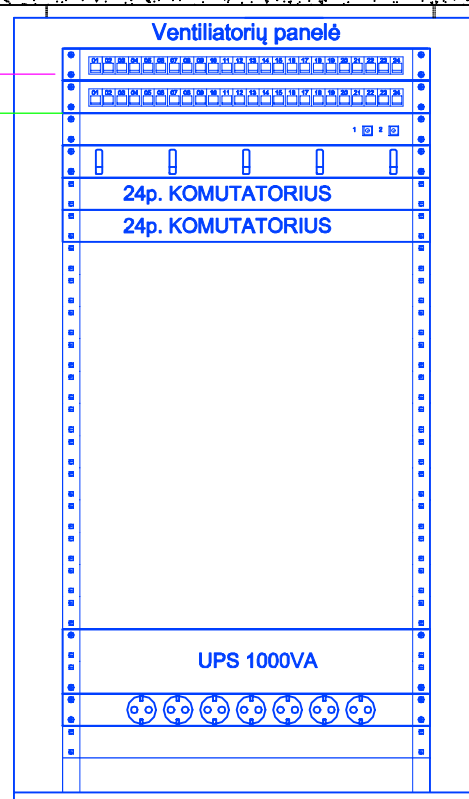 Ventiliatorių panelė
01 02 03 04 05 06 07 08 09 10 11 12 13 14 15 16 17 18 19 20 21 22 23 24
01 02 03 04 05 06 07 08 09 10 11 12 13 14 15 16 17 18 19 20 21 22 23 24
1 2
24p. KOMUTATORIUS
24p. KOMUTATORIUS
UPS 1000VA